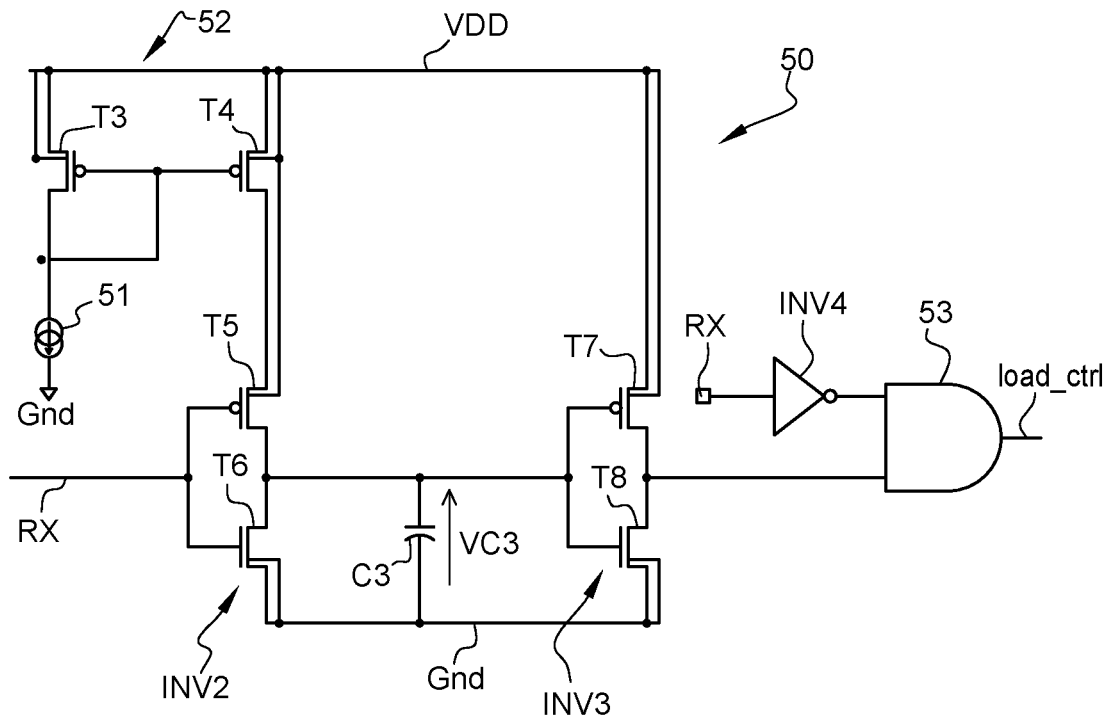 52
VDD
50
T3
T4
51
T5
Gnd
T7
RX
INV4
53
load_ctrl
RX
T6
C3
VC3
T8
INV2
Gnd
INV3